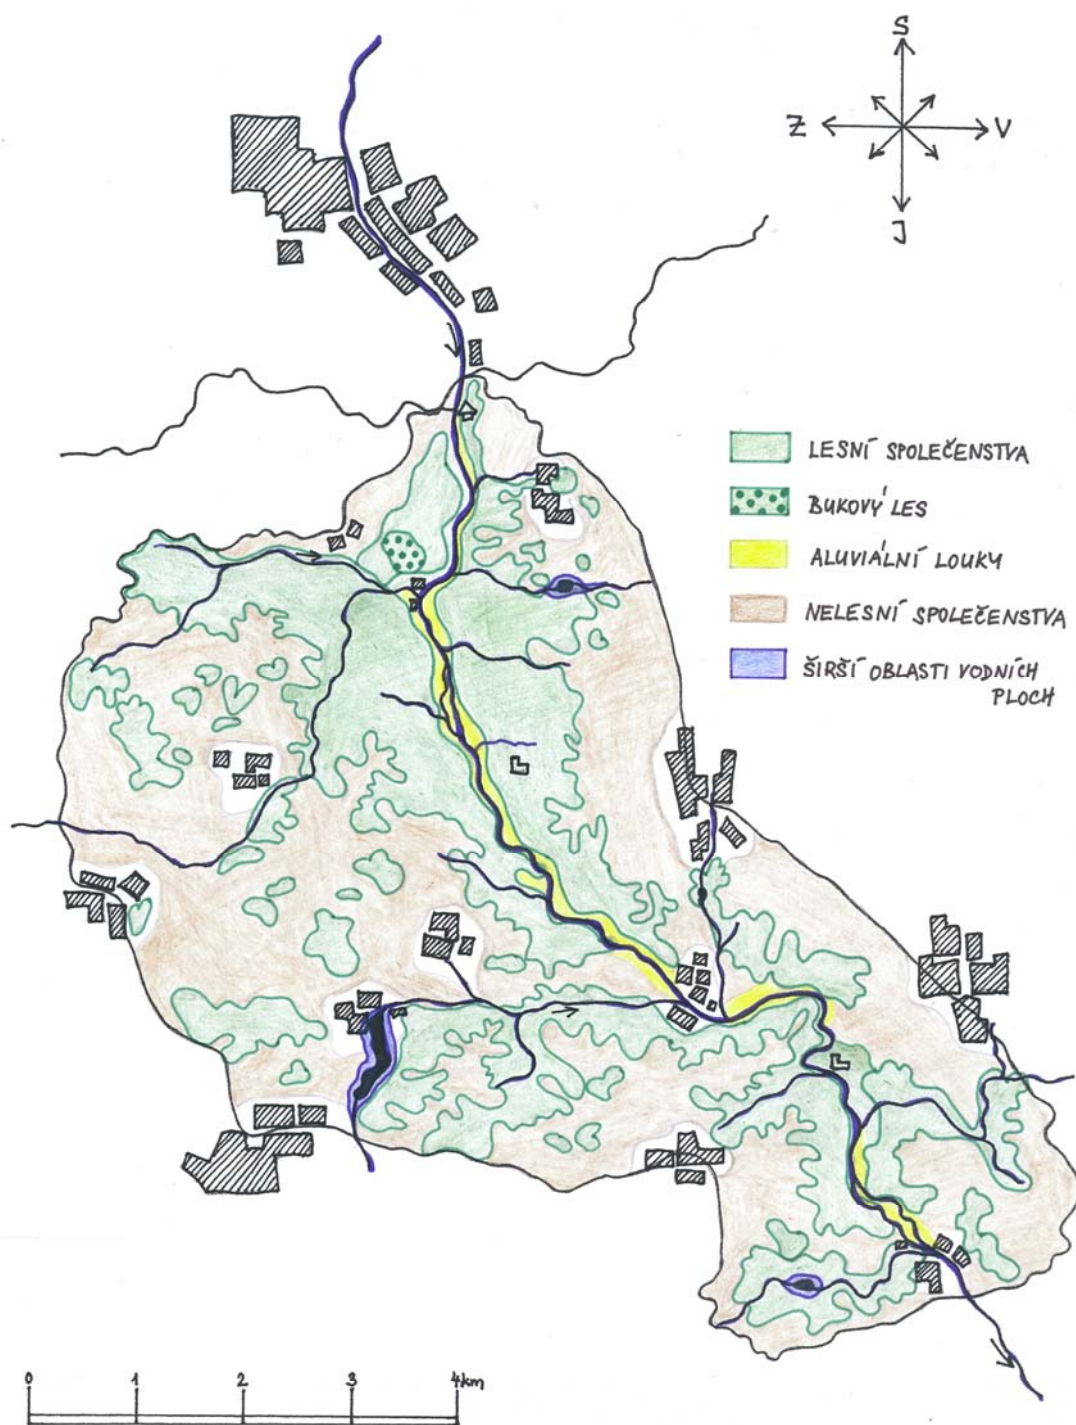 S
Z V
J
LESNÍ SPOLEČENSTVA
BUKOVÝ LES
ALUVIÁLNÍ LOUKY
NELESNÍ SPOLEČENSTVA
ŠIRŠÍ OBLASTI VODNÍCH
PLOCH
0 1 2 3 4km